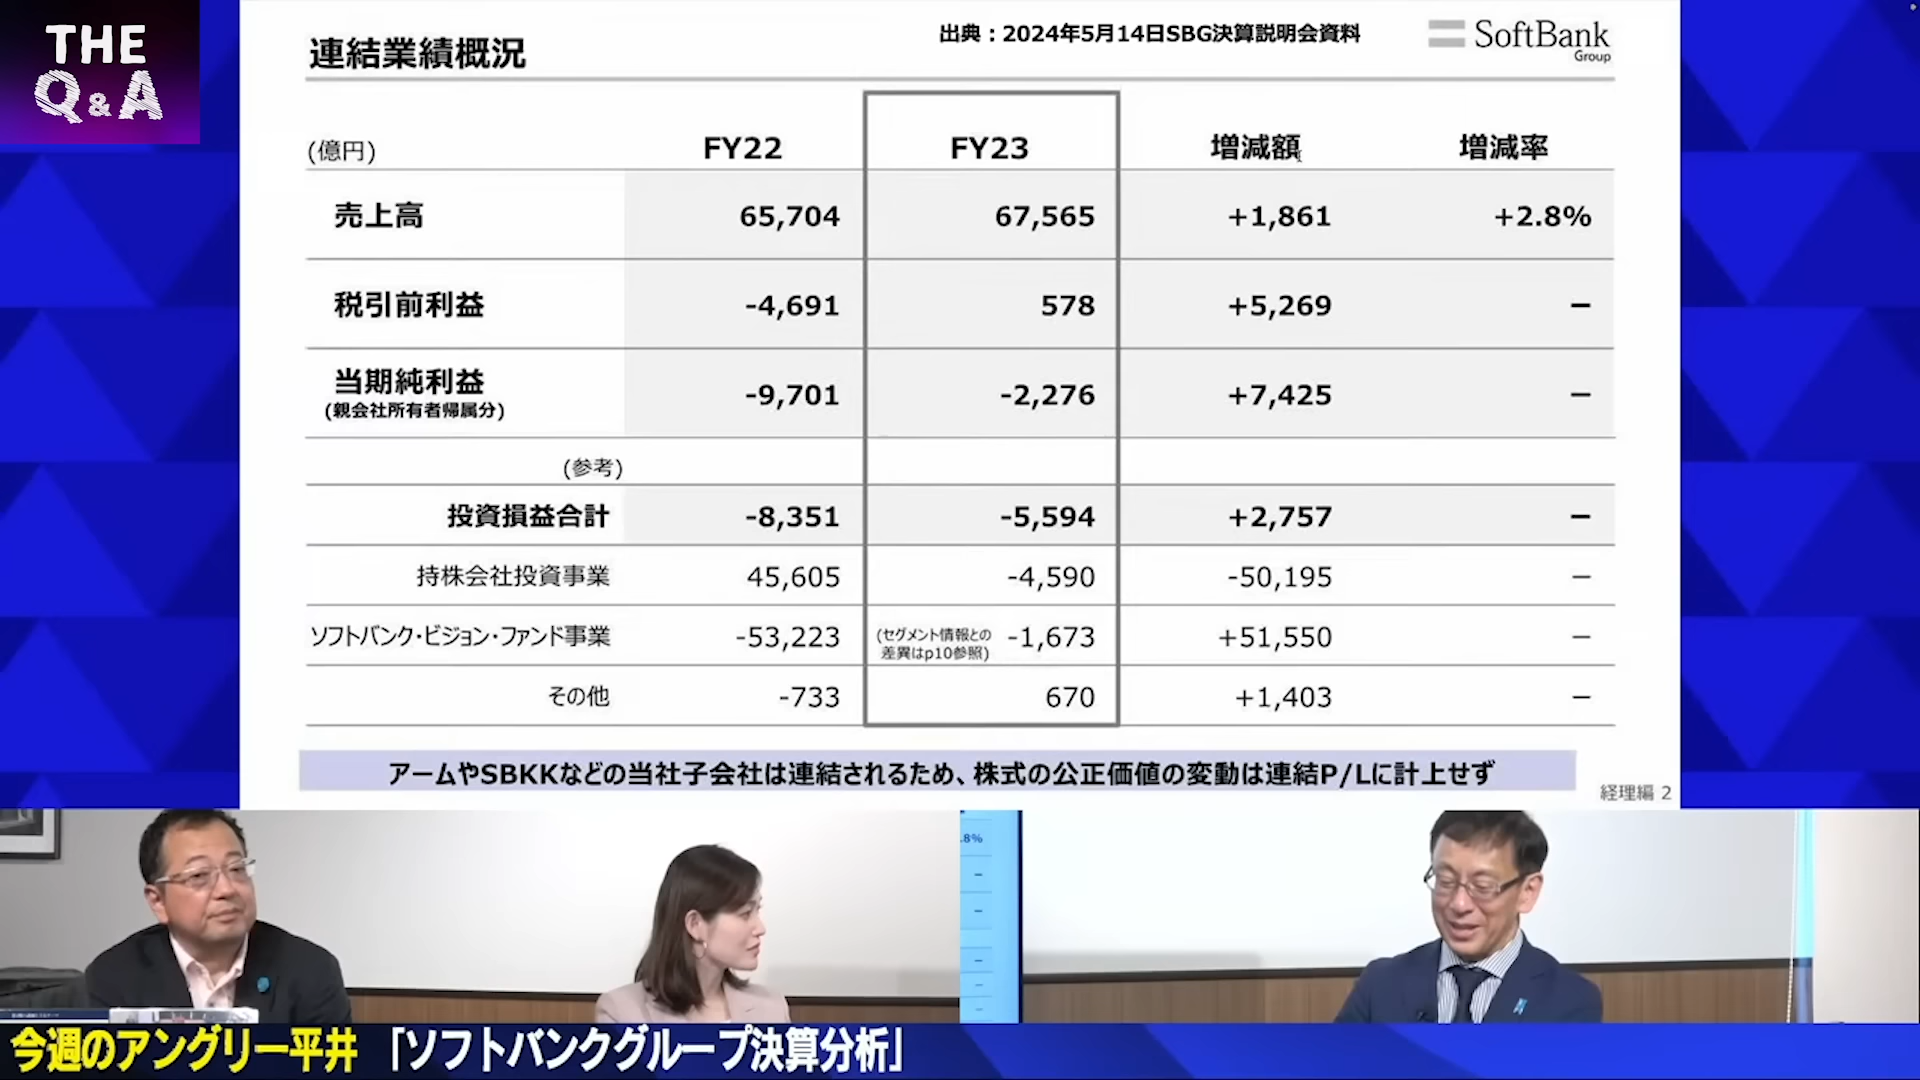 THE
Q&A
連結業績概況
出典：2024年5月14日SBG決算説明会資料
SoftBank
Group
(億円) FY22 FY23 増減額 増減率
売上高 65,704 67,565 +1,861 +2.8%
税引前利益 -4,691 578 +5,269 −
当期純利益 -9,701 -2,276 +7,425 −
(親会社所有者帰属分)
(参考)
投資損益合計 -8,351 -5,594 +2,757 −
持株会社投資事業 45,605 -4,590 -50,195 −
ソフトバンク・ビジョン・ファンド事業 -53,223 (セグメント情報との -1,673 +51,550 −
差異はp10参照)
その他 -733 670 +1,403 −
アームやSBKKなどの当社子会社は連結されるため、株式の公正価値の変動は連結P/Lに計上せず
経理編 2
.8%
−
−
−
−
−
今週のアングリー平井 「ソフトバンクグループ決算分析」